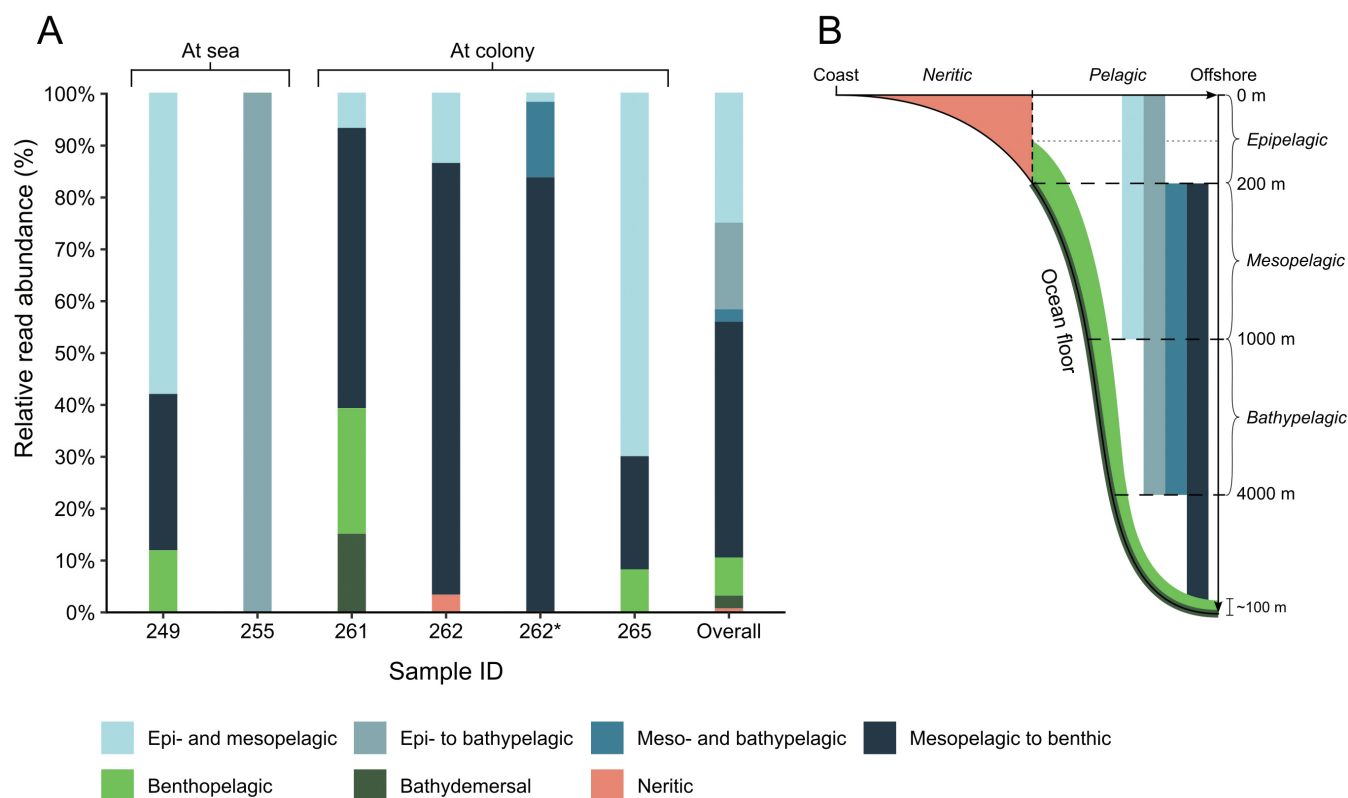 A
At sea
At colony
Relative read abundance (%)
100%
90%
80%
70%
60%
50%
40%
30%
20%
10%
0%
249
255
261
262
262*
265
Overall
Sample ID
B
Coast
Neritic
Pelagic
Offshore
0 m
Epipelagic
200 m
Mesopelagic
Ocean floor
1000 m
Bathypelagic
4000 m
~100 m
Epi- and mesopelagic
Epi- to bathypelagic
Meso- and bathypelagic
Mesopelagic to benthic
Benthopelagic
Bathydemersal
Neritic